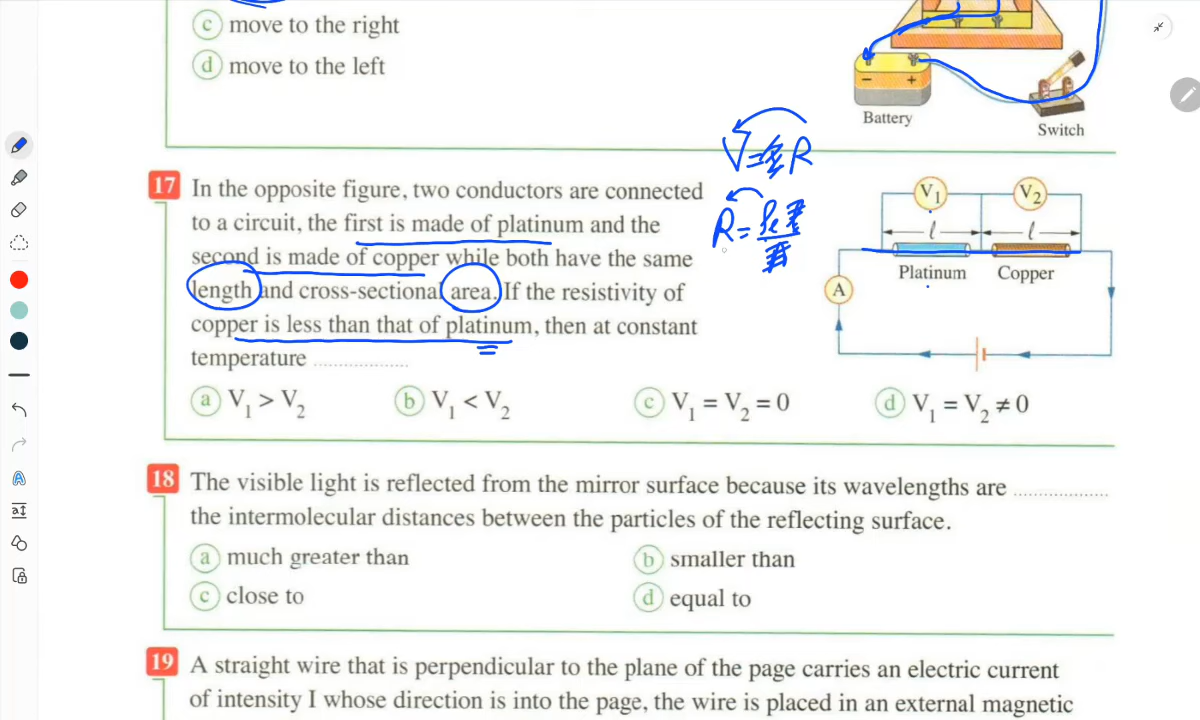 c move to the right
d move to the left
Battery
Switch
V = I R
R = ρe l / A
17 In the opposite figure, two conductors are connected
to a circuit, the first is made of platinum and the
second is made of copper while both have the same
length and cross-sectional area. If the resistivity of
copper is less than that of platinum, then at constant
temperature ....................
V1
V2
l
l
Platinum
Copper
A
a V1 > V2
b V1 < V2
c V1 = V2 = 0
d V1 = V2 ≠ 0
18 The visible light is reflected from the mirror surface because its wavelengths are ....................
the intermolecular distances between the particles of the reflecting surface.
a much greater than
b smaller than
c close to
d equal to
19 A straight wire that is perpendicular to the plane of the page carries an electric current
of intensity I whose direction is into the page, the wire is placed in an external magnetic